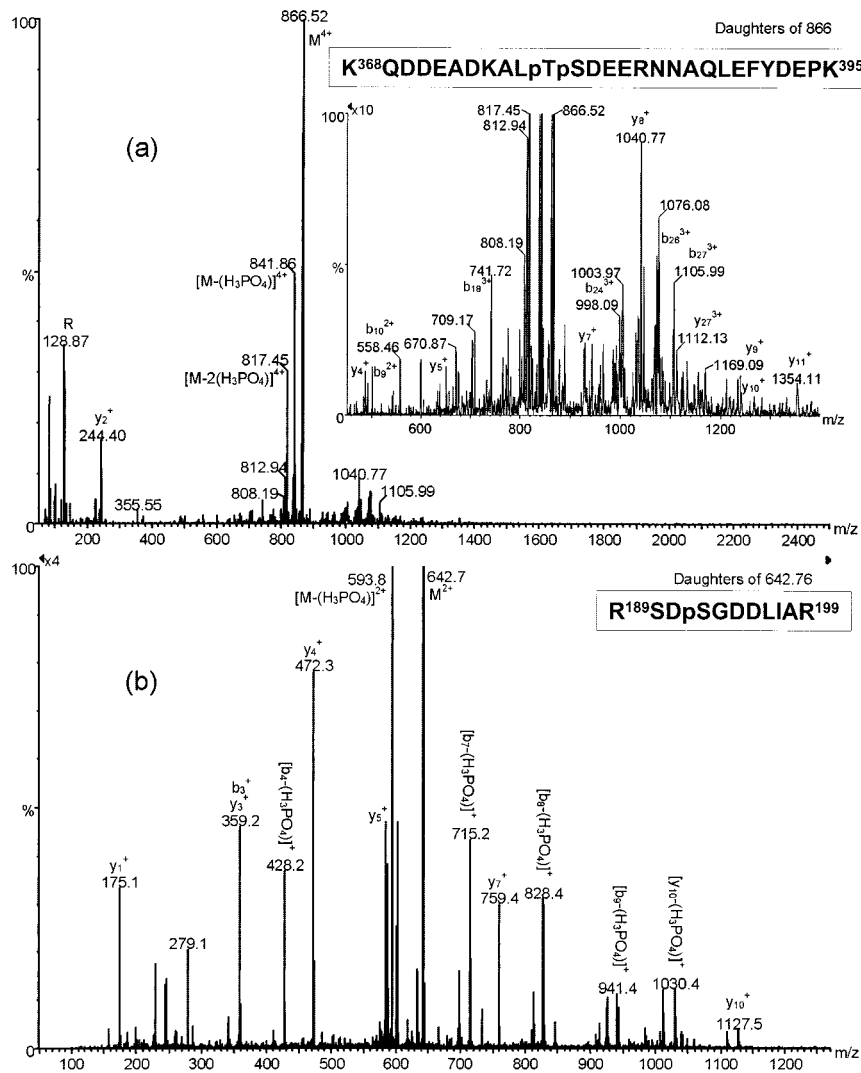 100
866.52
M4+
Daughters of 866
K368QDDEADKALpTpSDEERNNAQLEFYDEPK395
(a)
x10
100
817.45
812.94
866.52
y8+
1040.77
1076.08
b26 3+
b27 3+
1105.99
808.19
741.72
b18 3+
1003.97
b24 3+
998.09
y27 3+
1112.13
%
b10 2+
558.46
709.17
670.87
y4+
b9 2+
y5+
y7+
1169.09
y9+
y10+
y11+
1354.11
0
600 800 1000 1200 m/z
841.86
[M-(H3PO4)]4+
%
R
128.87
817.45
[M-2(H3PO4)]4+
y2+
244.40
812.94
808.19
1040.77
1105.99
355.55
0
200 400 600 800 1000 1200 1400 1600 1800 2000 2200 2400 m/z
x4
100
593.8
[M-(H3PO4)]2+
642.7
M2+
Daughters of 642.76
R189SDpSGDDLIAR199
(b)
y4+
472.3
%
b3+
y3+
359.2
[b4-(H3PO4)]+
428.2
y5+
[b7-(H3PO4)]+
715.2
y7+
759.4
[b8-(H3PO4)]+
828.4
[b9-(H3PO4)]+
941.4
[y10-(H3PO4)]+
1030.4
y1+
175.1
279.1
y10+
1127.5
0
50 100 200 300 400 500 600 700 800 900 1000 1100 1200 m/z